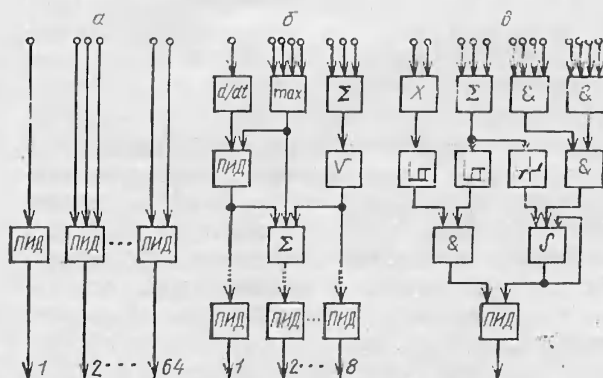 а б в
d/dt max Σ X Σ & &
ПИД √ &
ПИД ПИД ... ПИД Σ & ∫
ПИД ПИД ... ПИД ПИД
1 2 ... 64 1 2 ... 8